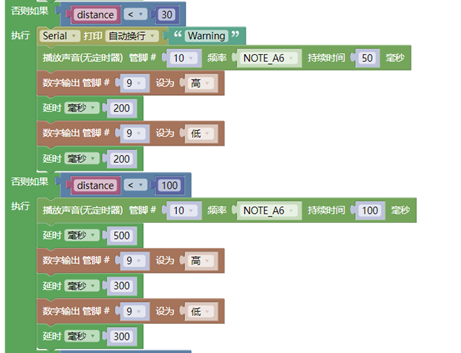 否则如果 distance < 30
执行 Serial 打印 自动换行 “ Warning ”
播放声音(无定时器) 管脚 # 10 频率 NOTE_A6 持续时间 50 毫秒
数字输出 管脚 # 9 设为 高
延时 毫秒 200
数字输出 管脚 # 9 设为 低
延时 毫秒 200
否则如果 distance < 100
执行 播放声音(无定时器) 管脚 # 10 频率 NOTE_A6 持续时间 100 毫秒
延时 毫秒 500
数字输出 管脚 # 9 设为 高
延时 毫秒 300
数字输出 管脚 # 9 设为 低
延时 毫秒 300